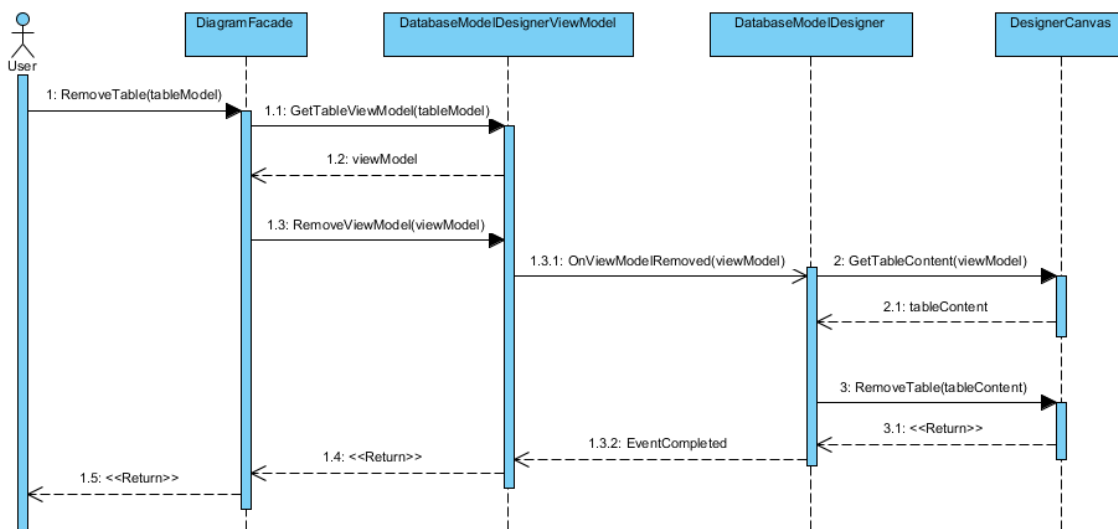 DiagramFacade
DatabaseModelDesignerViewModel
DatabaseModelDesigner
DesignerCanvas
User
1: RemoveTable(tableModel)
1.1: GetTableViewModel(tableModel)
1.2: viewModel
1.3: RemoveViewModel(viewModel)
1.3.1: OnViewModelRemoved(viewModel)
2: GetTableContent(viewModel)
2.1: tableContent
3: RemoveTable(tableContent)
3.1: <<Return>>
1.3.2: EventCompleted
1.4: <<Return>>
1.5: <<Return>>